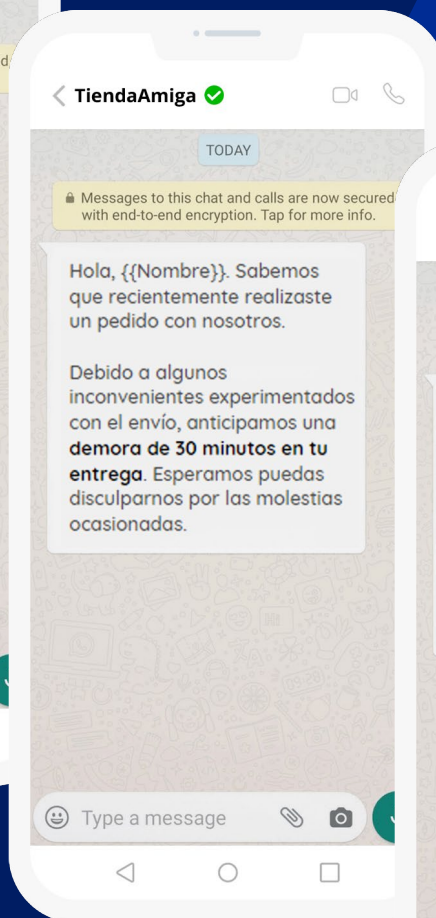 TiendaAmiga
TODAY
Messages to this chat and calls are now secured
with end-to-end encryption. Tap for more info.
Hola, {{Nombre}}. Sabemos
que recientemente realizaste
un pedido con nosotros.
Debido a algunos
inconvenientes experimentados
con el envío, anticipamos una
demora de 30 minutos en tu
entrega. Esperamos puedas
disculparnos por las molestias
ocasionadas.
Type a message